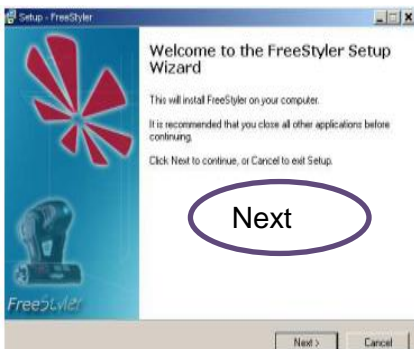 Setup - FreeStyler
Welcome to the FreeStyler Setup
Wizard
This will install FreeStyler on your computer.
It is recommended that you close all other applications before
continuing.
Click Next to continue, or Cancel to exit Setup.
Next
FreeStyler
Next >
Cancel